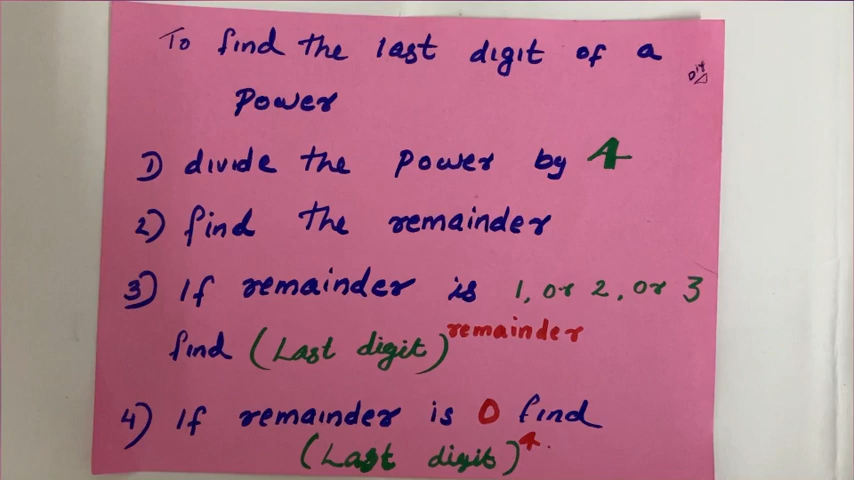 To find the last digit of a
Power
1) divide the power by 4
2) find the remainder
3) If remainder is 1, or 2, or 3
find (Last digit)^remainder
4) If remainder is 0 find
(Last digit)^4.